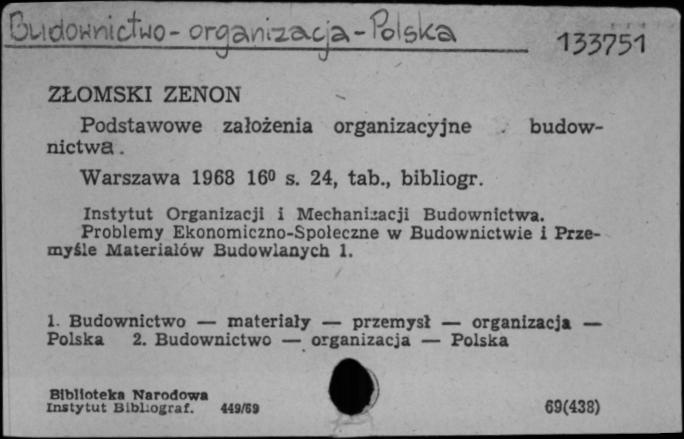 Budownictwo - organizacja - Polska
133751
ZŁOMSKI ZENON
Podstawowe założenia organizacyjne budow-
nictwa.
Warszawa 1968 16⁰ s. 24, tab., bibliogr.
Instytut Organizacji i Mechanizacji Budownictwa.
Problemy Ekonomiczno-Społeczne w Budownictwie i Prze-
myśle Materiałów Budowlanych 1.
1. Budownictwo — materiały — przemysł — organizacja —
Polska 2. Budownictwo — organizacja — Polska
Biblioteka Narodowa
Instytut Bibliograf. 449/69
69(438)